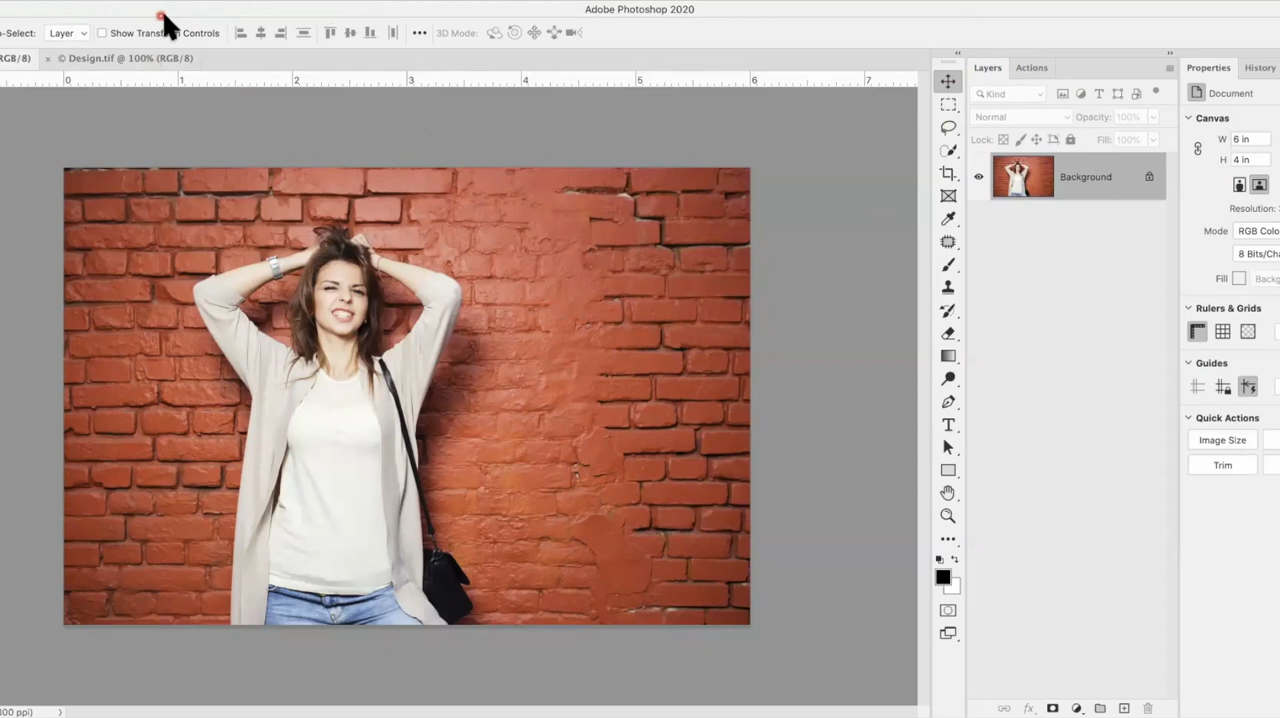 Adobe Photoshop 2020
-Select: Layer Show Transform Controls 3D Mode:
RGB/8) × © Design.tif @ 100% (RGB/8)
0 1 2 3 4 5 6 7
Layers Actions
Kind
Normal Opacity: 100%
Lock: Fill: 100%
Background
Properties History
Document
Canvas
W 6 in
H 4 in
Resolution:
Mode RGB Colo
8 Bits/Cha
Fill Backg
Rulers & Grids
Guides
Quick Actions
Image Size
Trim
300 ppi)